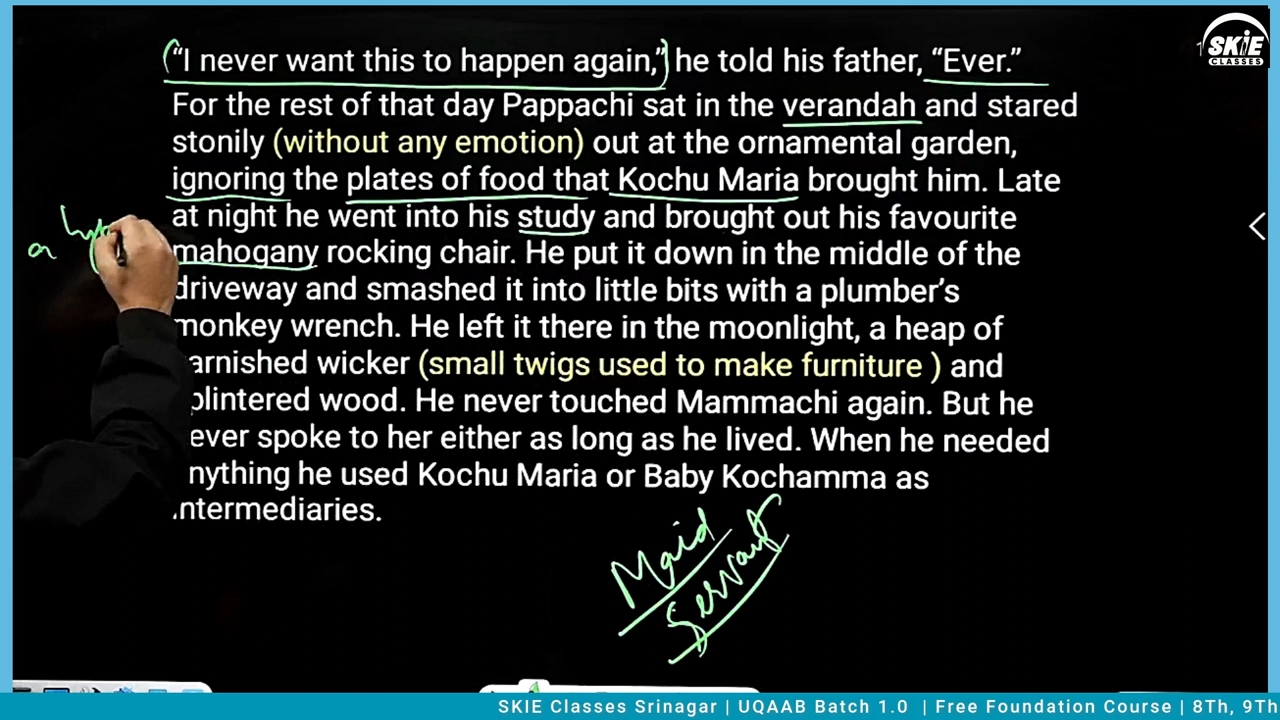 “I never want this to happen again,” he told his father, “Ever.”
For the rest of that day Pappachi sat in the verandah and stared
stonily (without any emotion) out at the ornamental garden,
ignoring the plates of food that Kochu Maria brought him. Late
at night he went into his study and brought out his favourite
mahogany rocking chair. He put it down in the middle of the
driveway and smashed it into little bits with a plumber’s
monkey wrench. He left it there in the moonlight, a heap of
arnished wicker (small twigs used to make furniture ) and
plintered wood. He never touched Mammachi again. But he
ever spoke to her either as long as he lived. When he needed
nything he used Kochu Maria or Baby Kochamma as
intermediaries.
a
Maid
Servant
SKIE
CLASSES
SKIE Classes Srinagar | UQAAB Batch 1.0 | Free Foundation Course | 8Th, 9Th